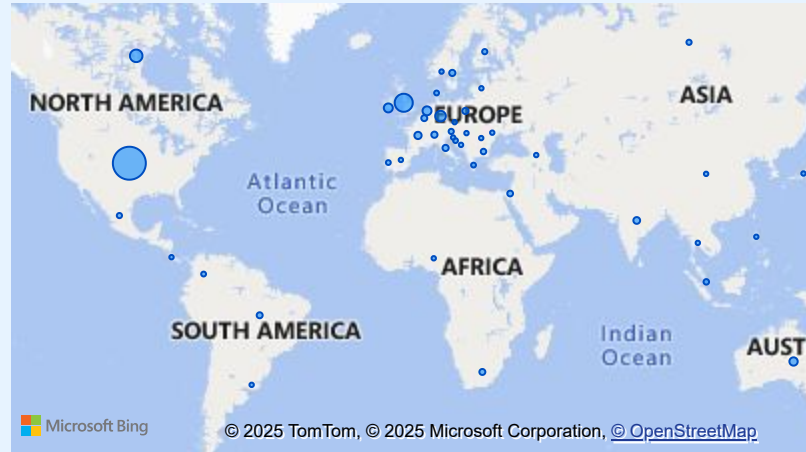 NORTH AMERICA
EUROPE
ASIA
Atlantic
Ocean
AFRICA
SOUTH AMERICA
Indian
Ocean
AUST
Microsoft Bing
© 2025 TomTom, © 2025 Microsoft Corporation, © OpenStreetMap